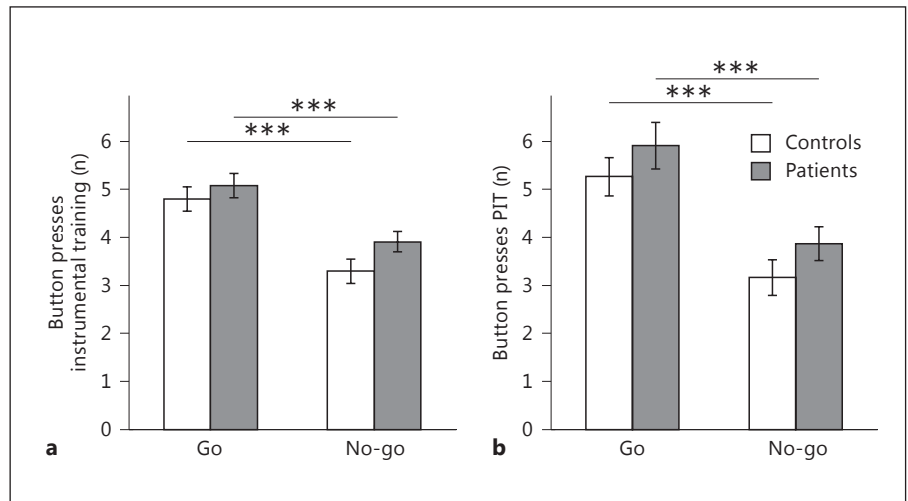 Button presses
instrumental training (n)
6
5
4
3
2
1
0
***
***
Go
No-go
a
Button presses PIT (n)
6
5
4
3
2
1
0
***
***
Controls
Patients
Go
No-go
b